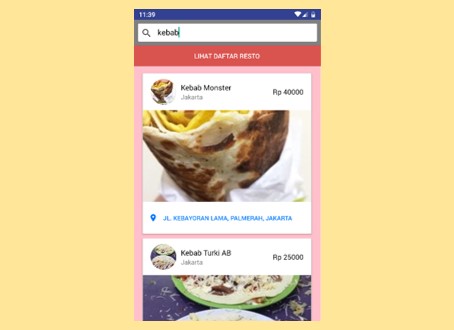 11:39
kebab
LIHAT DAFTAR RESTO
Kebab Monster
Jakarta
Rp 40000
JL. KEBAYORAN LAMA, PALMERAH, JAKARTA
Kebab Turki AB
Jakarta
Rp 25000